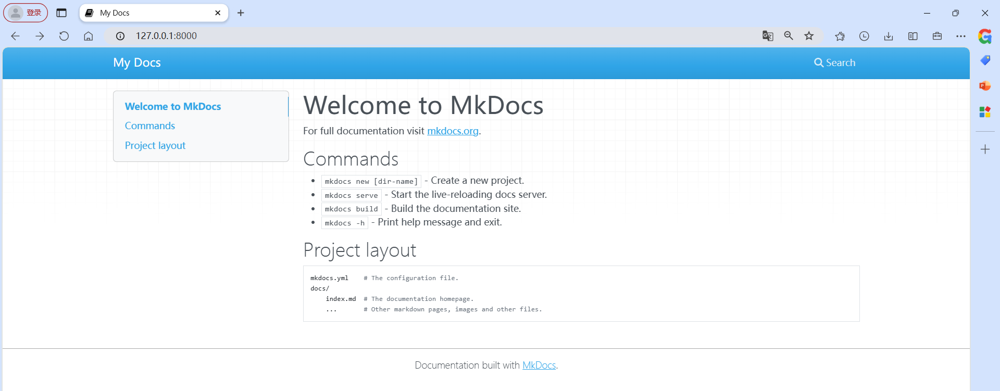 登录
My Docs
127.0.0.1:8000
My Docs
Search
Welcome to MkDocs
Commands
Project layout
Welcome to MkDocs
For full documentation visit mkdocs.org.
Commands
mkdocs new [dir-name] - Create a new project.
mkdocs serve - Start the live-reloading docs server.
mkdocs build - Build the documentation site.
mkdocs -h - Print help message and exit.
Project layout
mkdocs.yml    # The configuration file.
docs/
    index.md  # The documentation homepage.
    ...       # Other markdown pages, images and other files.
Documentation built with MkDocs.